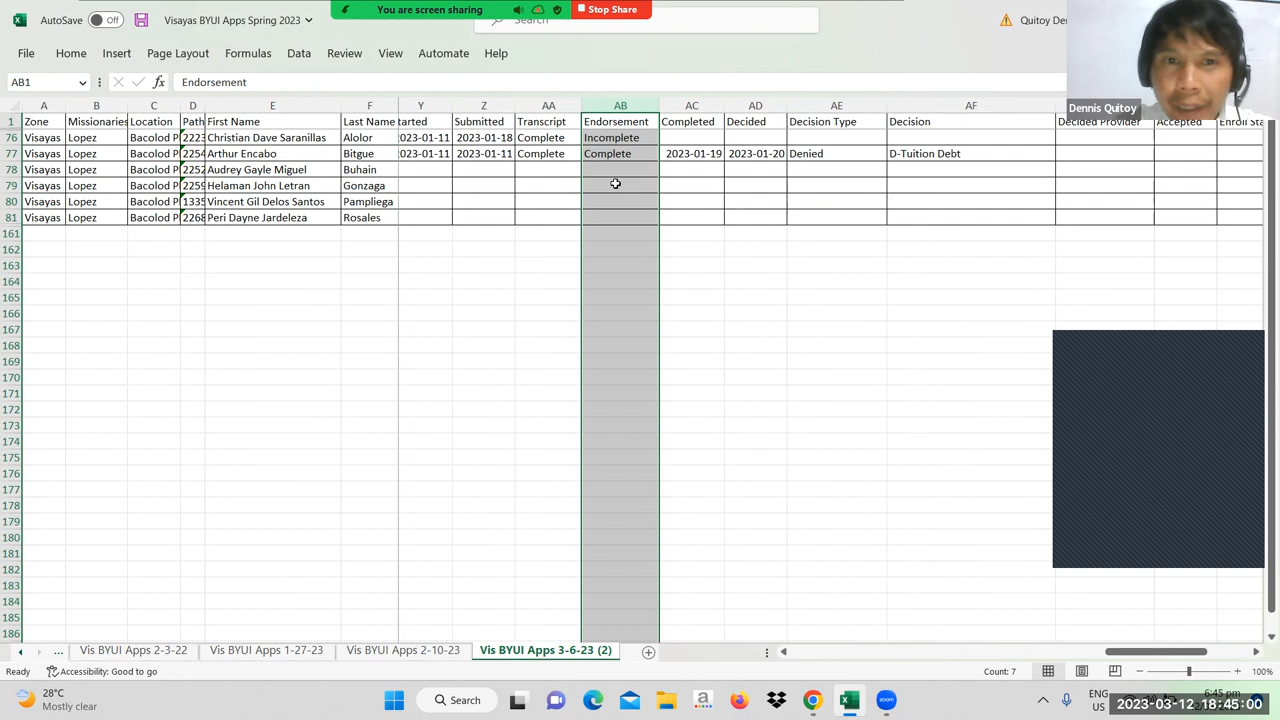 AutoSave Off Visayas BYUI Apps Spring 2023 You are screen sharing Stop Share Search Quitoy De
File Home Insert Page Layout Formulas Data Review View Automate Help
AB1 fx Endorsement
Dennis Quitoy
A B C D E F Y Z AA AB AC AD AE AF
1 Zone Missionaries Location Path First Name Last Name tarted Submitted Transcript Endorsement Completed Decided Decision Type Decision Decided Provider Accepted Enroll Sta
76 Visayas Lopez Bacolod P 2223 Christian Dave Saranillas Alolor 2023-01-11 2023-01-18 Complete Incomplete
77 Visayas Lopez Bacolod P 2254 Arthur Encabo Bitgue 2023-01-11 2023-01-11 Complete Complete 2023-01-19 2023-01-20 Denied D-Tuition Debt
78 Visayas Lopez Bacolod P 2252 Audrey Gayle Miguel Buhain
79 Visayas Lopez Bacolod P 2259 Helaman John Letran Gonzaga
80 Visayas Lopez Bacolod P 1335 Vincent Gil Delos Santos Pampliega
81 Visayas Lopez Bacolod P 2268 Peri Dayne Jardeleza Rosales
161
162
163
164
165
166
167
168
169
170
171
172
173
174
175
176
177
178
179
180
181
182
183
184
185
186
... Vis BYUI Apps 2-3-22 Vis BYUI Apps 1-27-23 Vis BYUI Apps 2-10-23 Vis BYUI Apps 3-6-23 (2)
Ready Accessibility: Good to go Count: 7 100%
28°C
Mostly clear
Search
zoom
ENG
US
6:45 pm
2023-03-12 18:45:00